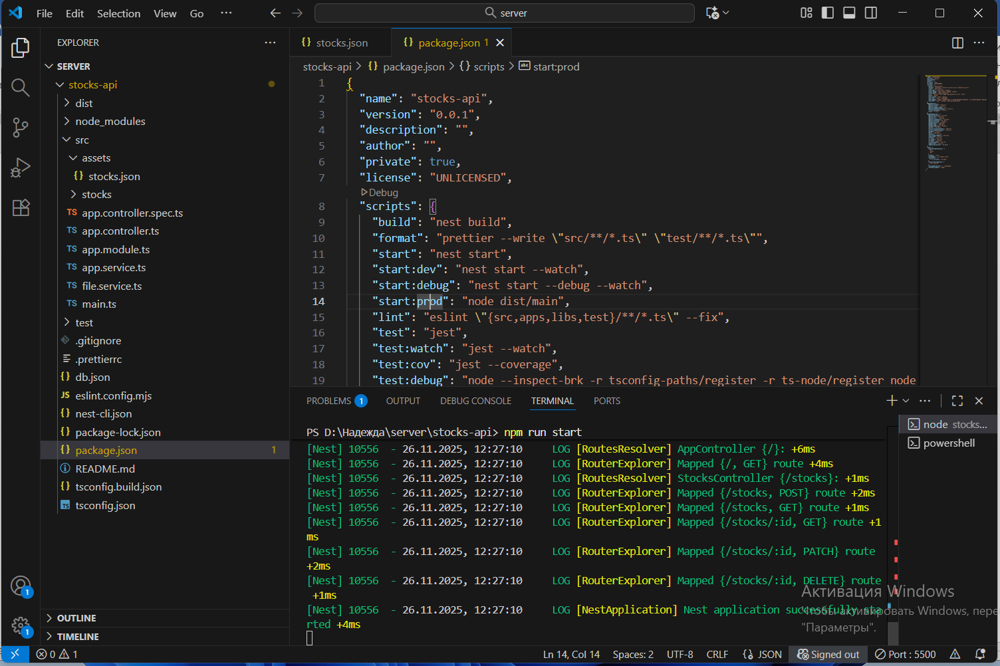 File Edit Selection View Go ··· server
EXPLORER ···
SERVER
stocks-api
dist
node_modules
src
assets
{} stocks.json
stocks
TS app.controller.spec.ts
TS app.controller.ts
TS app.module.ts
TS app.service.ts
TS file.service.ts
TS main.ts
test
.gitignore
.prettierrc
{} db.json
JS eslint.config.mjs
{} nest-cli.json
{} package-lock.json
{} package.json 1
README.md
{} tsconfig.build.json
TS tsconfig.json
OUTLINE
TIMELINE
1
1
{} stocks.json {} package.json 1
stocks-api > {} package.json > {} scripts > abc start:prod
1 {
2 "name": "stocks-api",
3 "version": "0.0.1",
4 "description": "",
5 "author": "",
6 "private": true,
7 "license": "UNLICENSED",
Debug
8 "scripts": {
9 "build": "nest build",
10 "format": "prettier --write \"src/**/*.ts\" \"test/**/*.ts\"",
11 "start": "nest start",
12 "start:dev": "nest start --watch",
13 "start:debug": "nest start --debug --watch",
14 "start:prod": "node dist/main",
15 "lint": "eslint \"{src,apps,libs,test}/**/*.ts\" --fix",
16 "test": "jest",
17 "test:watch": "jest --watch",
18 "test:cov": "jest --coverage",
19 "test:debug": "node --inspect-brk -r tsconfig-paths/register -r ts-node/register node
PROBLEMS 1 OUTPUT DEBUG CONSOLE TERMINAL PORTS
PS D:\Надежда\server\stocks-api> npm run start
[Nest] 10556 - 26.11.2025, 12:27:10 LOG [RoutesResolver] AppController {/}: +6ms
[Nest] 10556 - 26.11.2025, 12:27:10 LOG [RouterExplorer] Mapped {/, GET} route +4ms
[Nest] 10556 - 26.11.2025, 12:27:10 LOG [RoutesResolver] StocksController {/stocks}: +1ms
[Nest] 10556 - 26.11.2025, 12:27:10 LOG [RouterExplorer] Mapped {/stocks, POST} route +2ms
[Nest] 10556 - 26.11.2025, 12:27:10 LOG [RouterExplorer] Mapped {/stocks, GET} route +1ms
[Nest] 10556 - 26.11.2025, 12:27:10 LOG [RouterExplorer] Mapped {/stocks/:id, GET} route +1
ms
[Nest] 10556 - 26.11.2025, 12:27:10 LOG [RouterExplorer] Mapped {/stocks/:id, PATCH} route
+2ms
[Nest] 10556 - 26.11.2025, 12:27:10 LOG [RouterExplorer] Mapped {/stocks/:id, DELETE} route
+1ms
[Nest] 10556 - 26.11.2025, 12:27:10 LOG [NestApplication] Nest application successfully sta
rted +4ms
node stocks...
powershell
Активация Windows
Чтобы активировать Windows, пере
"Параметры".
0 1 Ln 14, Col 14 Spaces: 2 UTF-8 CRLF {} JSON Signed out Port : 5500